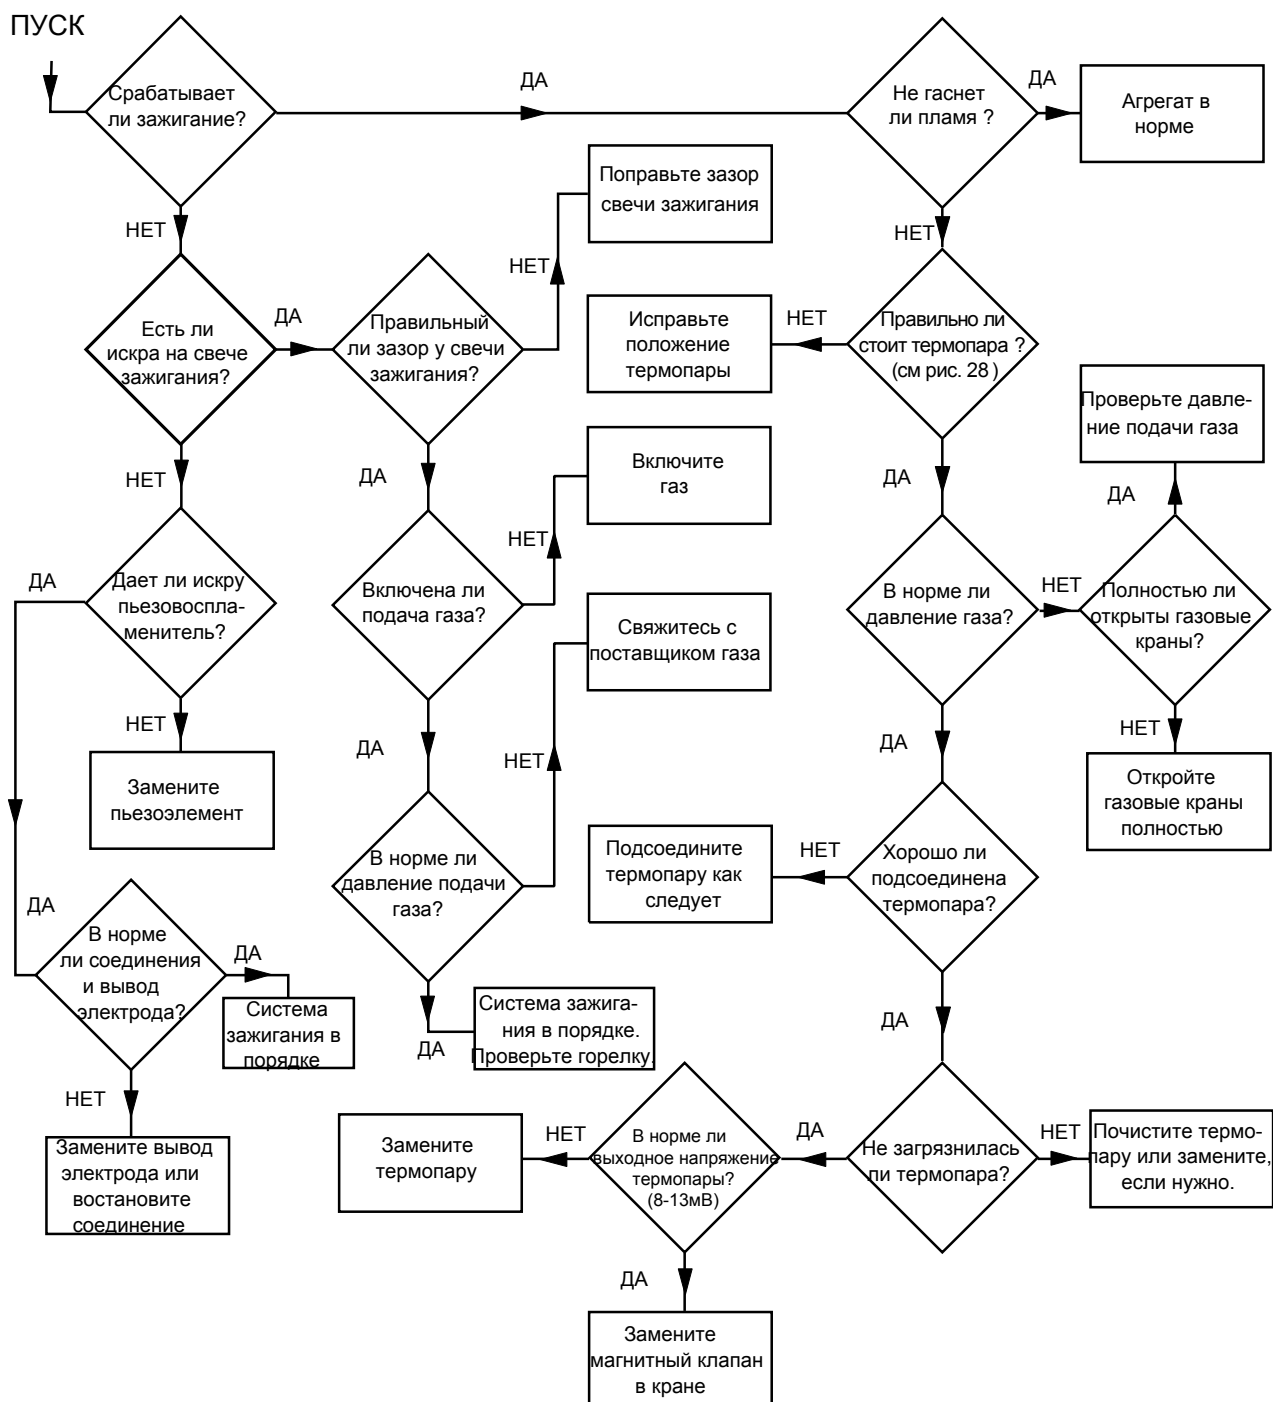 ПУСК
Срабатывает
ли зажигание?
ДА
Не гаснет
ли пламя ?
ДА
Агрегат в
норме
НЕТ
НЕТ
Поправьте зазор
свечи зажигания
НЕТ
Есть ли
искра на свече
зажигания?
ДА
Правильный
ли зазор у свечи
зажигания?
Исправьте
положение
термопары
НЕТ
Правильно ли
стоит термопара ?
(см рис. 28 )
Проверьте давле-
ние подачи газа
НЕТ
ДА
Включите
газ
ДА
ДА
НЕТ
Дает ли искру
пьезовоспла-
менитель?
ДА
Включена ли
подача газа?
Свяжитесь с
поставщиком газа
В норме ли
давление газа?
НЕТ
Полностью ли
открыты газовые
краны?
НЕТ
ДА
НЕТ
ДА
НЕТ
Замените
пьезоэлемент
Откройте
газовые краны
полностью
В норме ли
давление подачи
газа?
Подсоедините
термопару как
следует
НЕТ
Хорошо ли
подсоединена
термопара?
ДА
В норме
ли соединения
и вывод
электрода?
ДА
Система
зажигания в
порядке
ДА
Система зажига-
ния в порядке.
Проверьте горелку.
ДА
НЕТ
Замените вывод
электрода или
востановите
соединение
Замените
термопару
НЕТ
В норме ли
выходное напряжение
термопары?
(8-13мВ)
ДА
Не загрязнилась
пи термопара?
НЕТ
Почистите термо-
пару или замените,
если нужно.
ДА
Замените
магнитный клапан
в кране